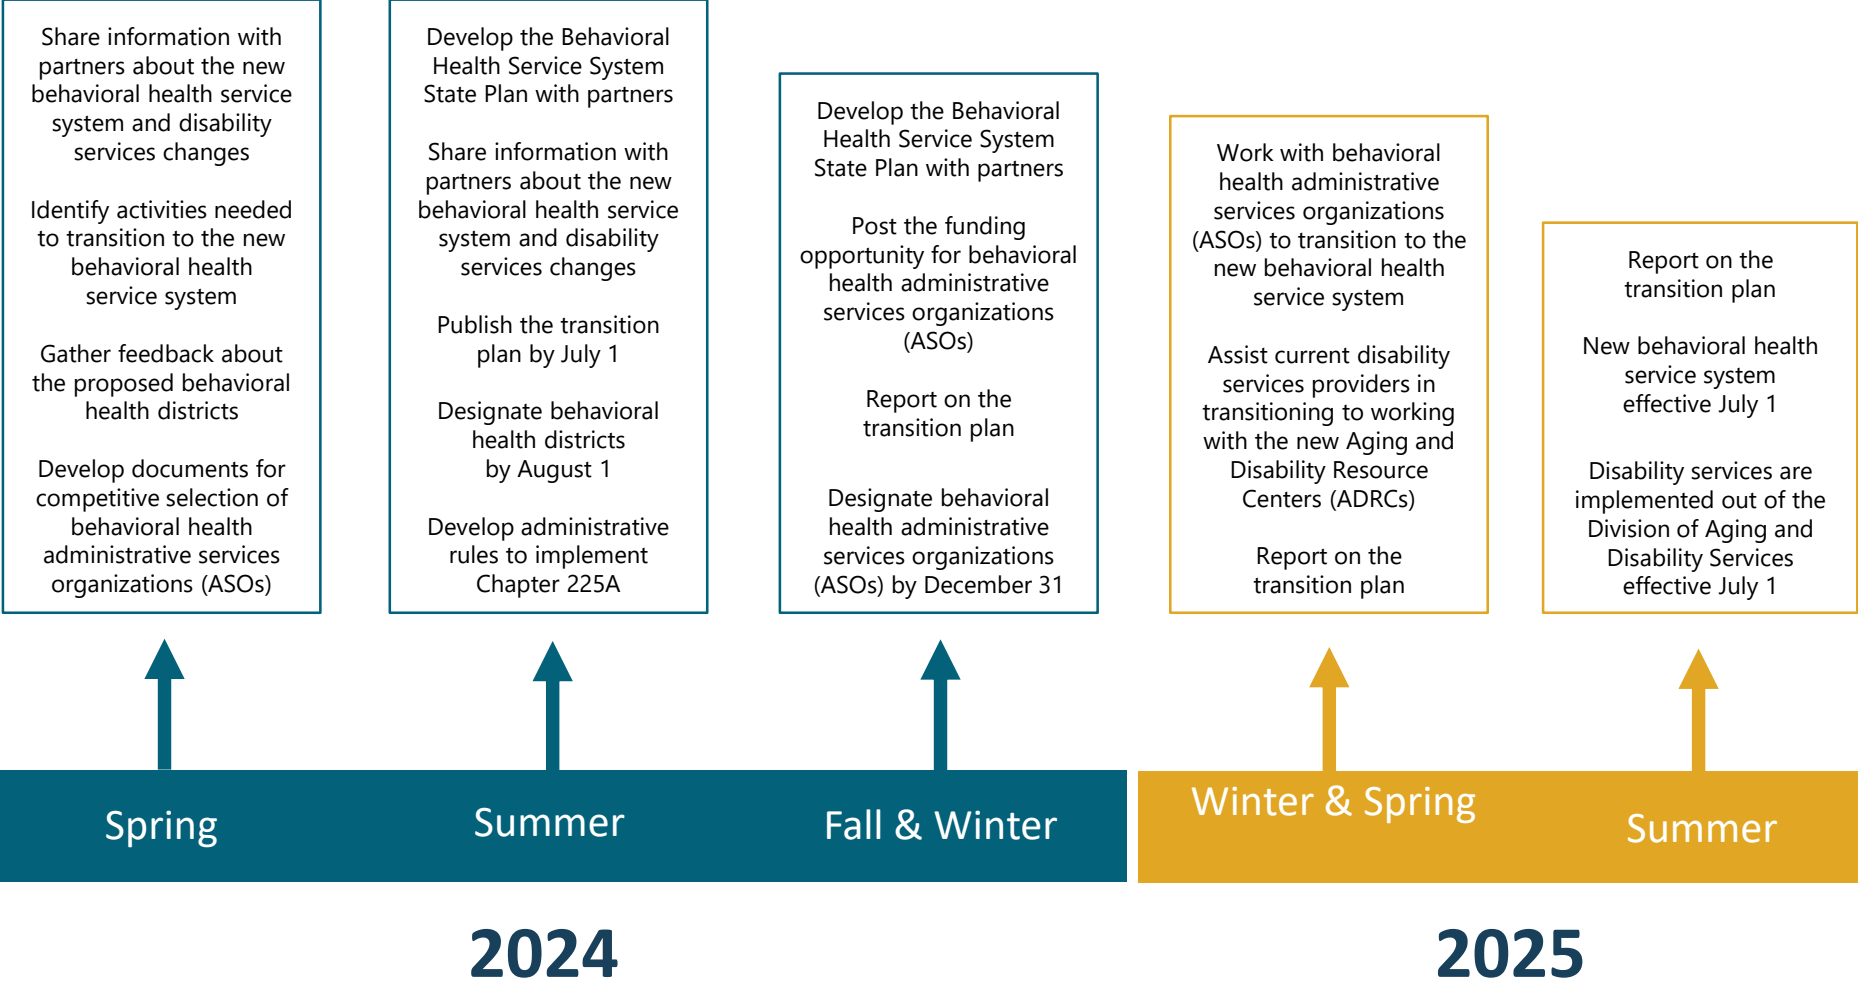 Share information with
partners about the new
behavioral health service
system and disability
services changes
Identify activities needed
to transition to the new
behavioral health
service system
Gather feedback about
the proposed behavioral
health districts
Develop documents for
competitive selection of
behavioral health
administrative services
organizations (ASOs)
Develop the Behavioral
Health Service System
State Plan with partners
Share information with
partners about the new
behavioral health service
system and disability
services changes
Publish the transition
plan by July 1
Designate behavioral
health districts
by August 1
Develop administrative
rules to implement
Chapter 225A
Develop the Behavioral
Health Service System
State Plan with partners
Post the funding
opportunity for behavioral
health administrative
services organizations
(ASOs)
Report on the
transition plan
Designate behavioral
health administrative
services organizations
(ASOs) by December 31
Work with behavioral
health administrative
services organizations
(ASOs) to transition to the
new behavioral health
service system
Assist current disability
services providers in
transitioning to working
with the new Aging and
Disability Resource
Centers (ADRCs)
Report on the
transition plan
Report on the
transition plan
New behavioral health
service system
effective July 1
Disability services are
implemented out of the
Division of Aging and
Disability Services
effective July 1
Spring
Summer
Fall & Winter
Winter & Spring
Summer
2024
2025